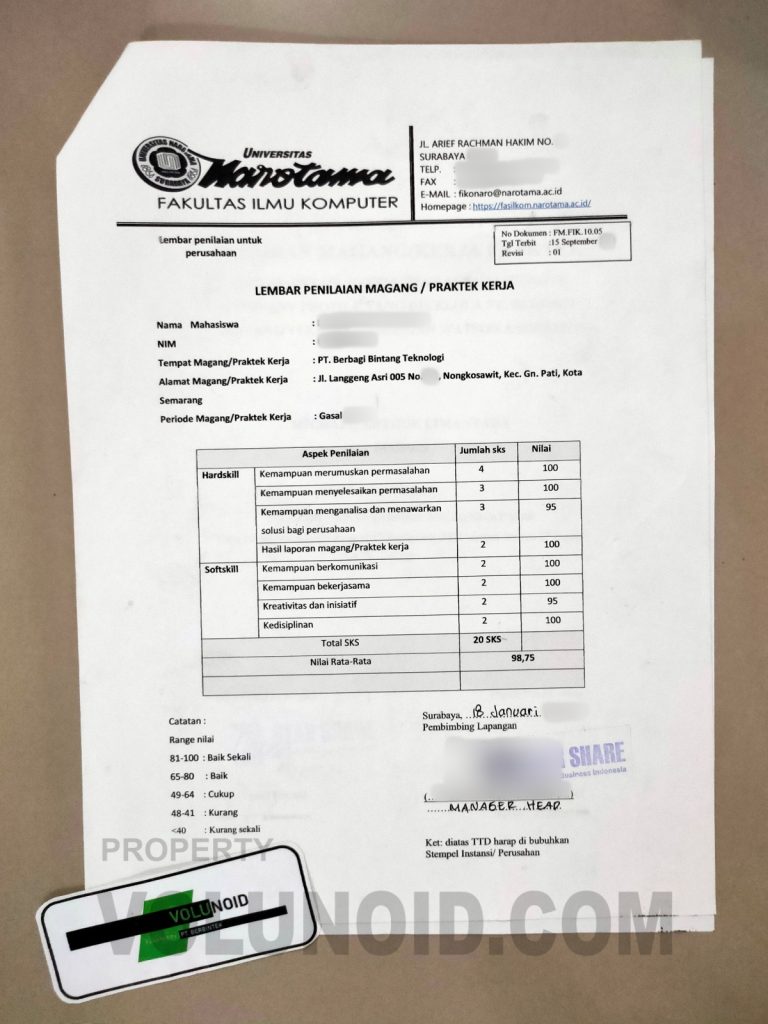 UNIVERSITAS NAROTAMA
SURABAYA
UNIVERSITAS
Narotama
FAKULTAS ILMU KOMPUTER
JL. ARIEF RACHMAN HAKIM NO.
SURABAYA
TELP. :
FAX :
E-MAIL : fikonaro@narotama.ac.id
Homepage : https://fasilkom.narotama.ac.id/
Lembar penilaian untuk
perusahaan
No Dokumen : FM.FIK.10.05
Tgl Terbit :15 September
Revisi : 01
LEMBAR PENILAIAN MAGANG / PRAKTEK KERJA
Nama Mahasiswa :
NIM :
Tempat Magang/Praktek Kerja : PT. Berbagi Bintang Teknologi
Alamat Magang/Praktek Kerja : Jl. Langgeng Asri 005 No. , Nongkosawit, Kec. Gn. Pati, Kota
Semarang
Periode Magang/Praktek Kerja : Gasal
Aspek Penilaian Jumlah sks Nilai
Hardskill Kemampuan merumuskan permasalahan 4 100
Kemampuan menyelesaikan permasalahan 3 100
Kemampuan menganalisa dan menawarkan 3 95
solusi bagi perusahaan
Hasil laporan magang/Praktek kerja 2 100
Softskill Kemampuan berkomunikasi 2 100
Kemampuan bekerjasama 2 100
Kreativitas dan inisiatif 2 95
Kedisiplinan 2 100
Total SKS 20 SKS
Nilai Rata-Rata 98,75
Catatan :
Range nilai
81-100 : Baik Sekali
65-80 : Baik
49-64 : Cukup
48-41 : Kurang
<40 : Kurang sekali
Surabaya, 18 Januari
Pembimbing Lapangan
SHARE
Business Indonesia
(...)
MANAGER HEAD
Ket: diatas TTD harap di bubuhkan
Stempel Instansi/ Perusahan
PROPERTY
VOLUNOID.COM
VOLUNOID
PT. BERBINTEK